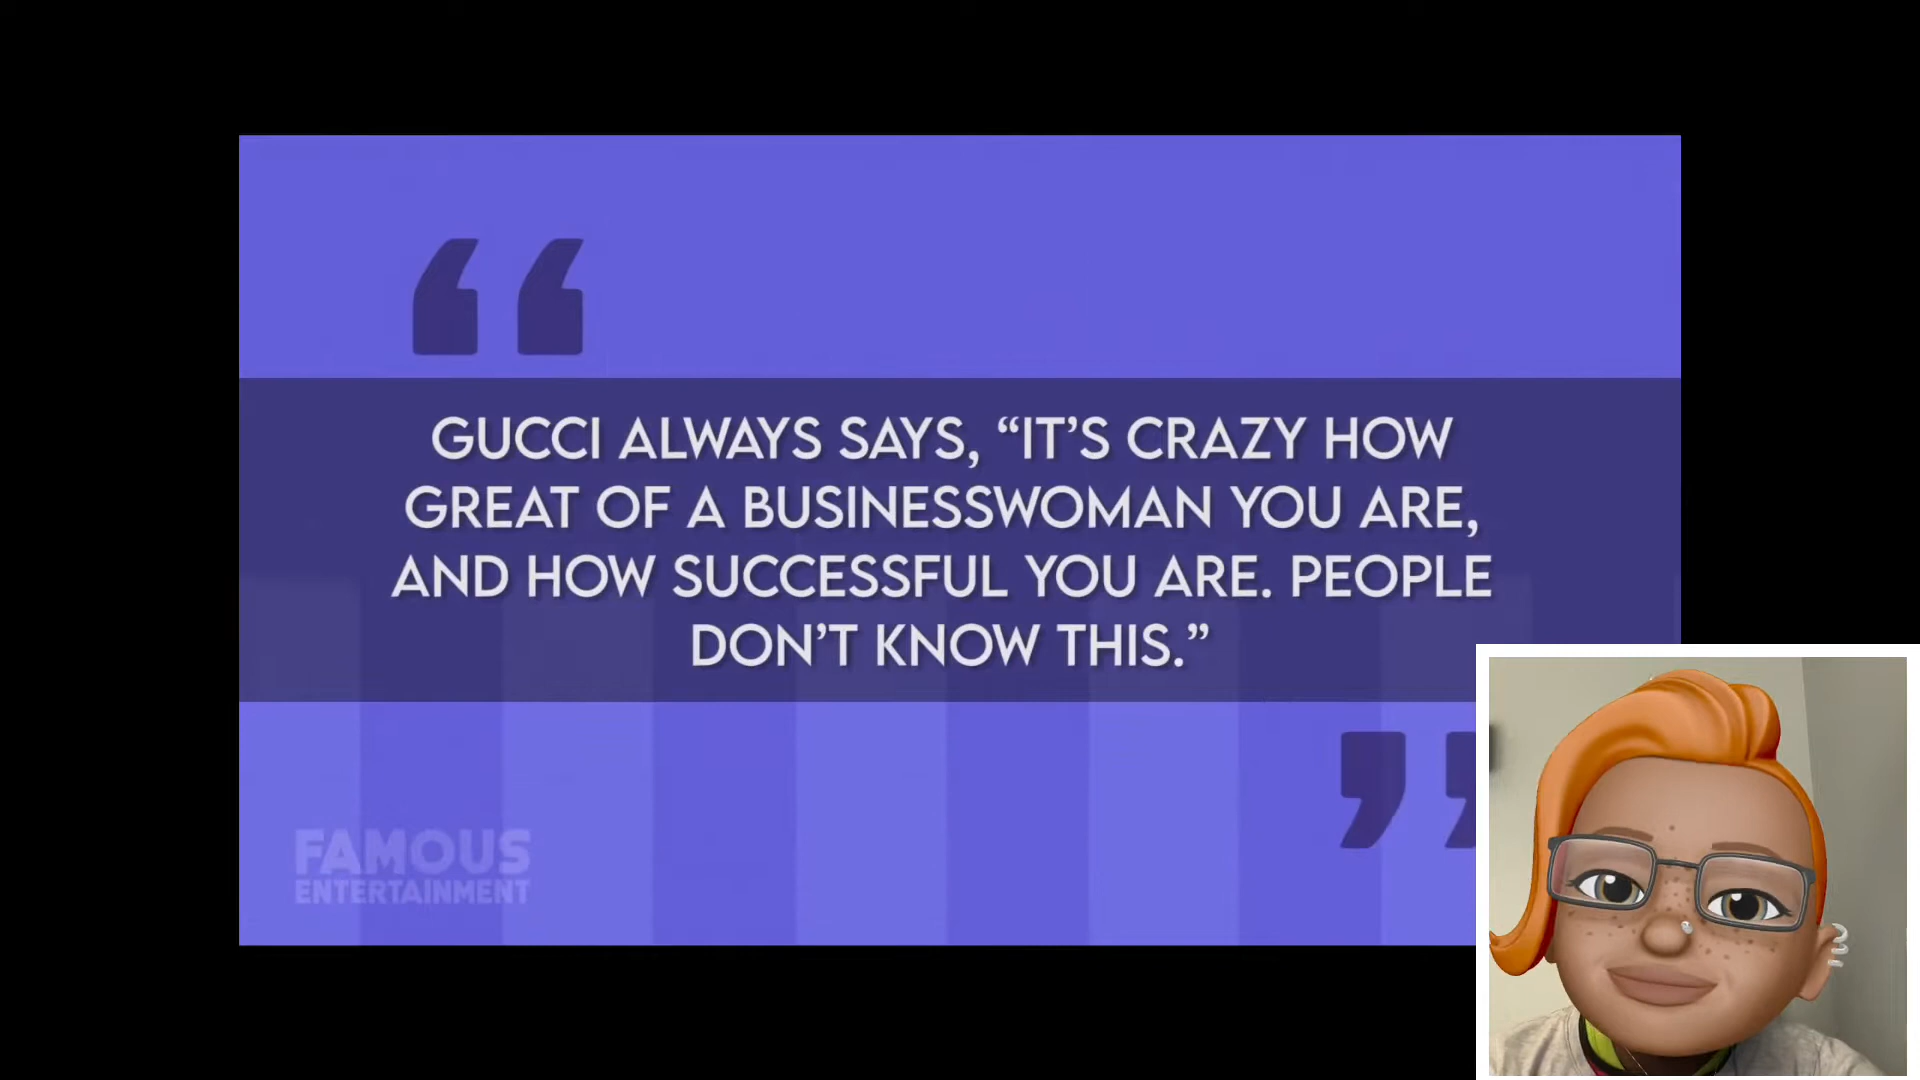 GUCCI ALWAYS SAYS, “IT’S CRAZY HOW
GREAT OF A BUSINESSWOMAN YOU ARE,
AND HOW SUCCESSFUL YOU ARE. PEOPLE
DON’T KNOW THIS.”
FAMOUS
ENTERTAINMENT